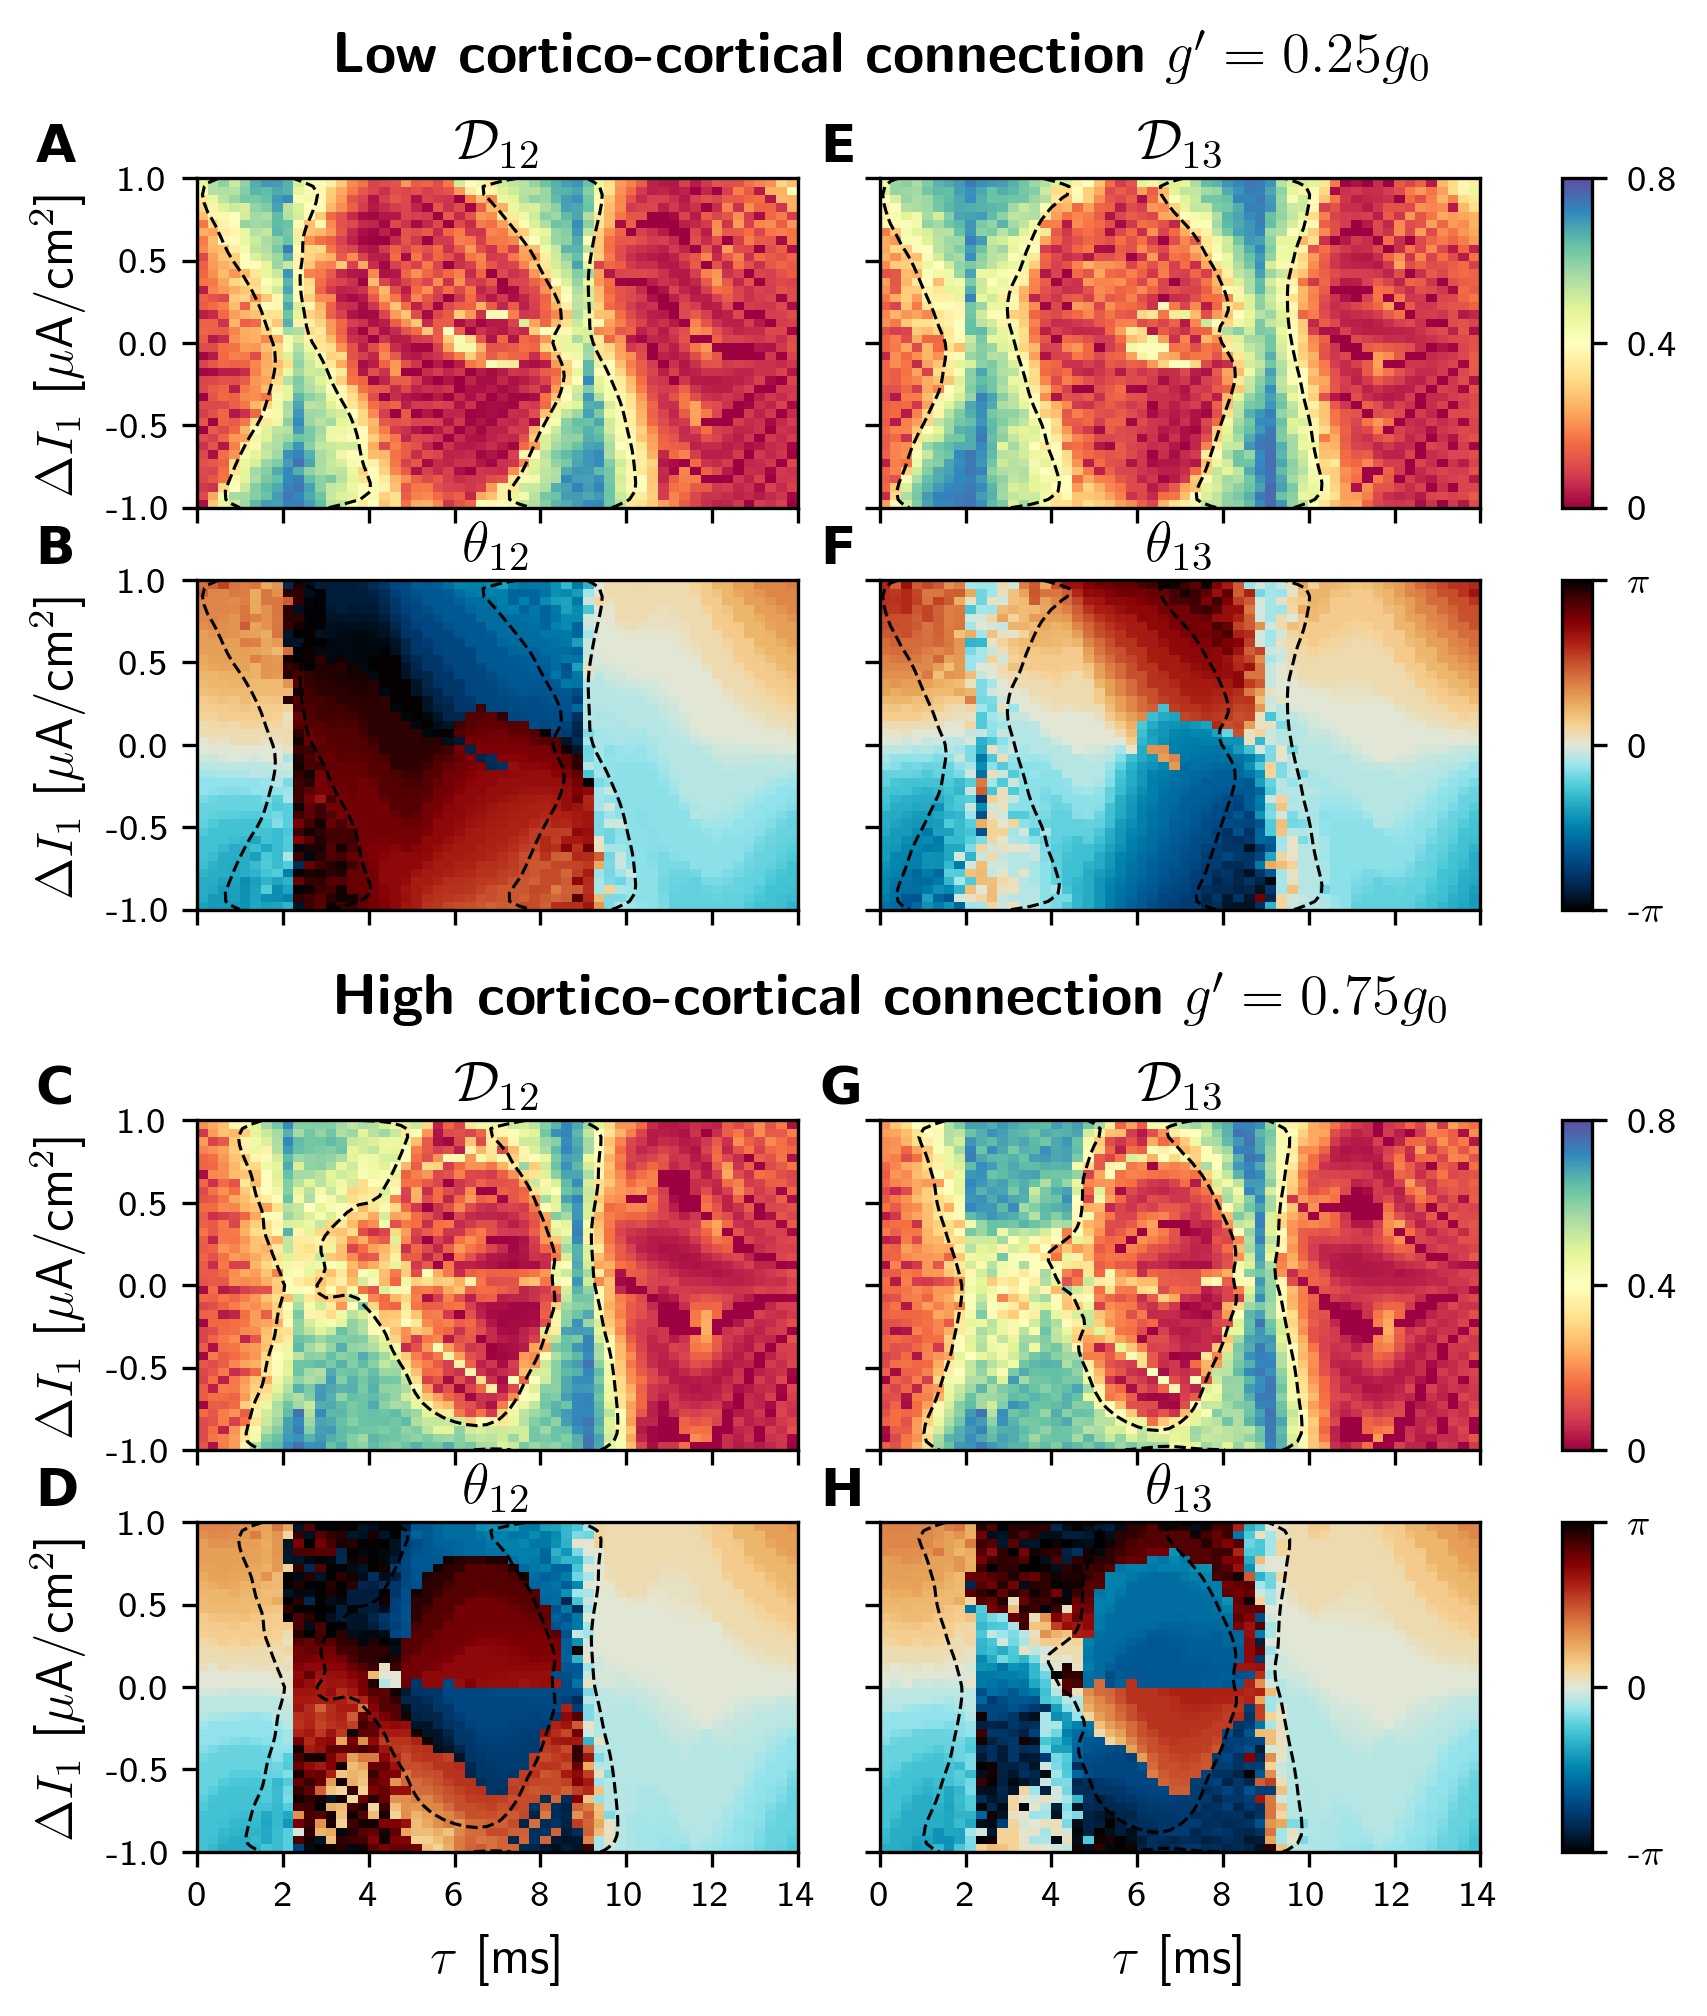 Low cortico-cortical connection g′ = 0.25g₀
A 𝒟₁₂ E 𝒟₁₃
1.0
0.5
0.0
-0.5
-1.0
ΔI₁ [μA/cm²]
0.8
0.4
0
B θ₁₂ F θ₁₃
1.0
0.5
0.0
-0.5
-1.0
ΔI₁ [μA/cm²]
π
0
-π
High cortico-cortical connection g′ = 0.75g₀
C 𝒟₁₂ G 𝒟₁₃
1.0
0.5
0.0
-0.5
-1.0
ΔI₁ [μA/cm²]
0.8
0.4
0
D θ₁₂ H θ₁₃
1.0
0.5
0.0
-0.5
-1.0
ΔI₁ [μA/cm²]
π
0
-π
0 2 4 6 8 10 12 14 0 2 4 6 8 10 12 14
τ [ms] τ [ms]